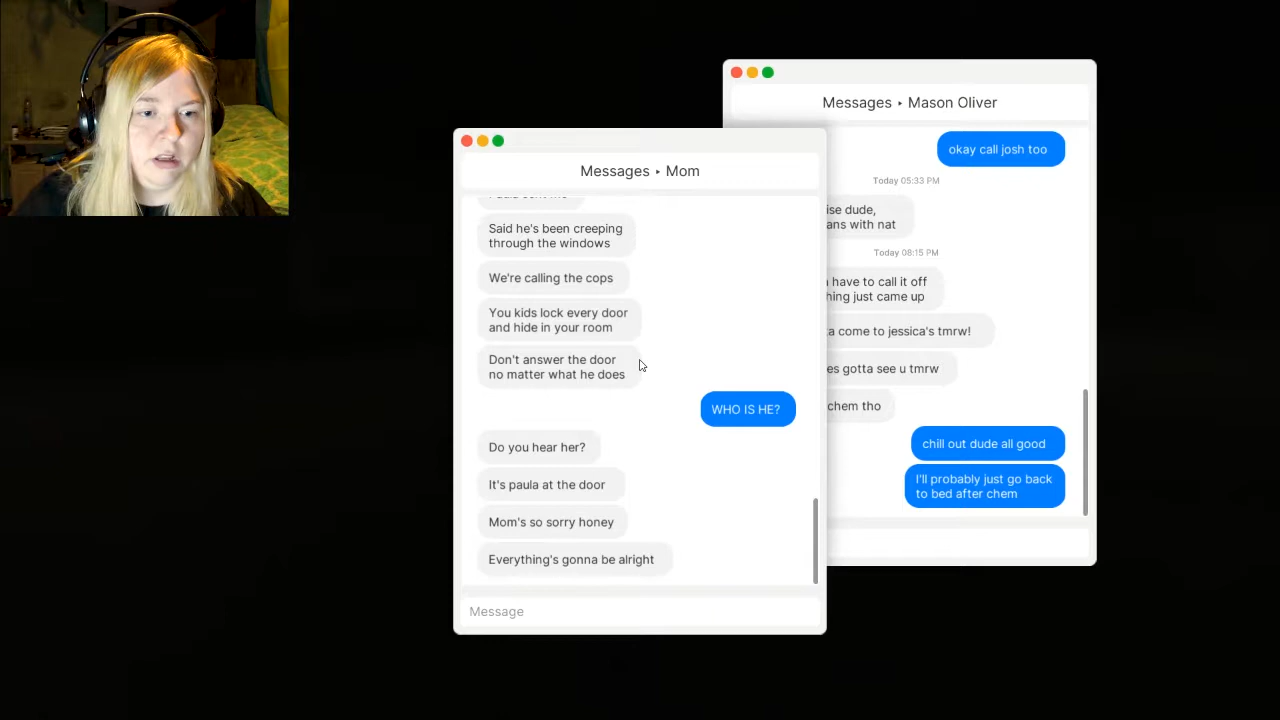 Messages ▸ Mason Oliver
okay call josh too
Today 05:33 PM
dude,
with nat
Today 08:15 PM
have to call it off
just came up
come to jessica's tmrw!
gotta see u tmrw
chem tho
chill out dude all good
I'll probably just go back
to bed after chem
Messages ▸ Mom
Said he's been creeping
through the windows
We're calling the cops
You kids lock every door
and hide in your room
Don't answer the door
no matter what he does
WHO IS HE?
Do you hear her?
It's paula at the door
Mom's so sorry honey
Everything's gonna be alright
Message